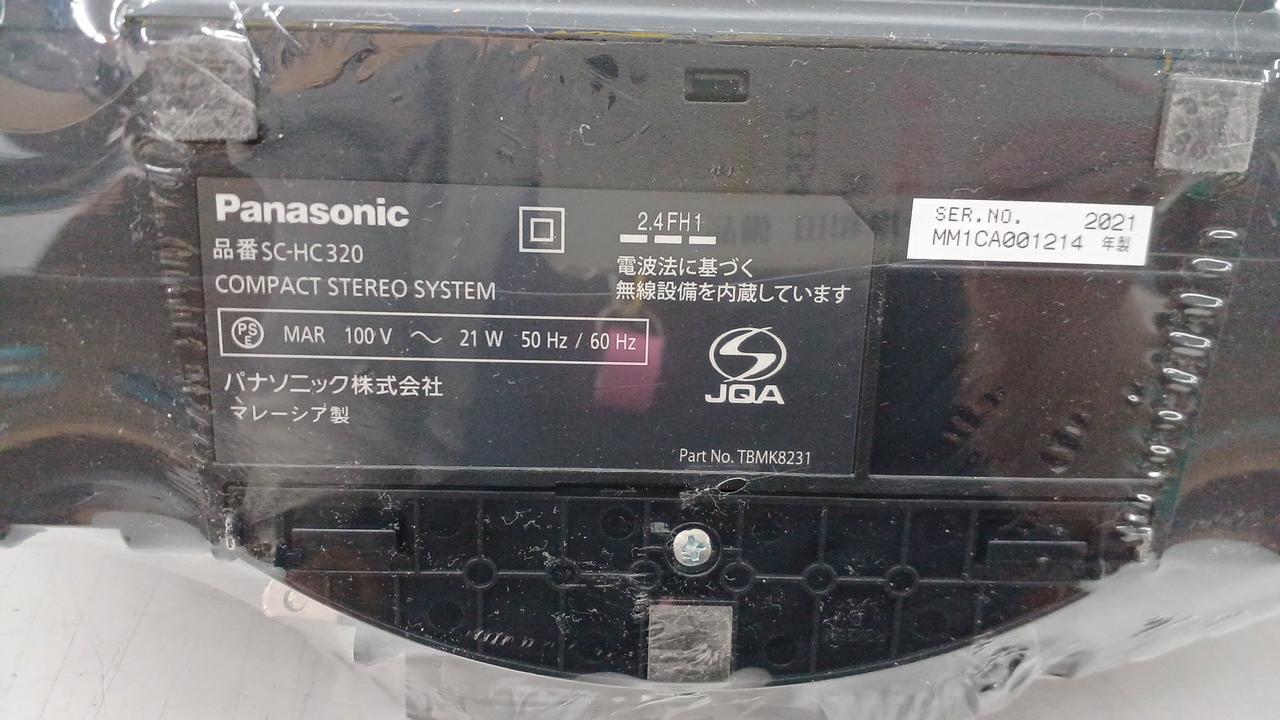 Panasonic
品番 SC-HC320
COMPACT STEREO SYSTEM
PS E MAR 100 V ～ 21 W 50 Hz / 60 Hz
パナソニック株式会社
マレーシア製
2.4FH1
電波法に基づく
無線設備を内蔵しています
JQA
Part No. TBMK8231
SER.NO. 2021
MM1CA001214 年製